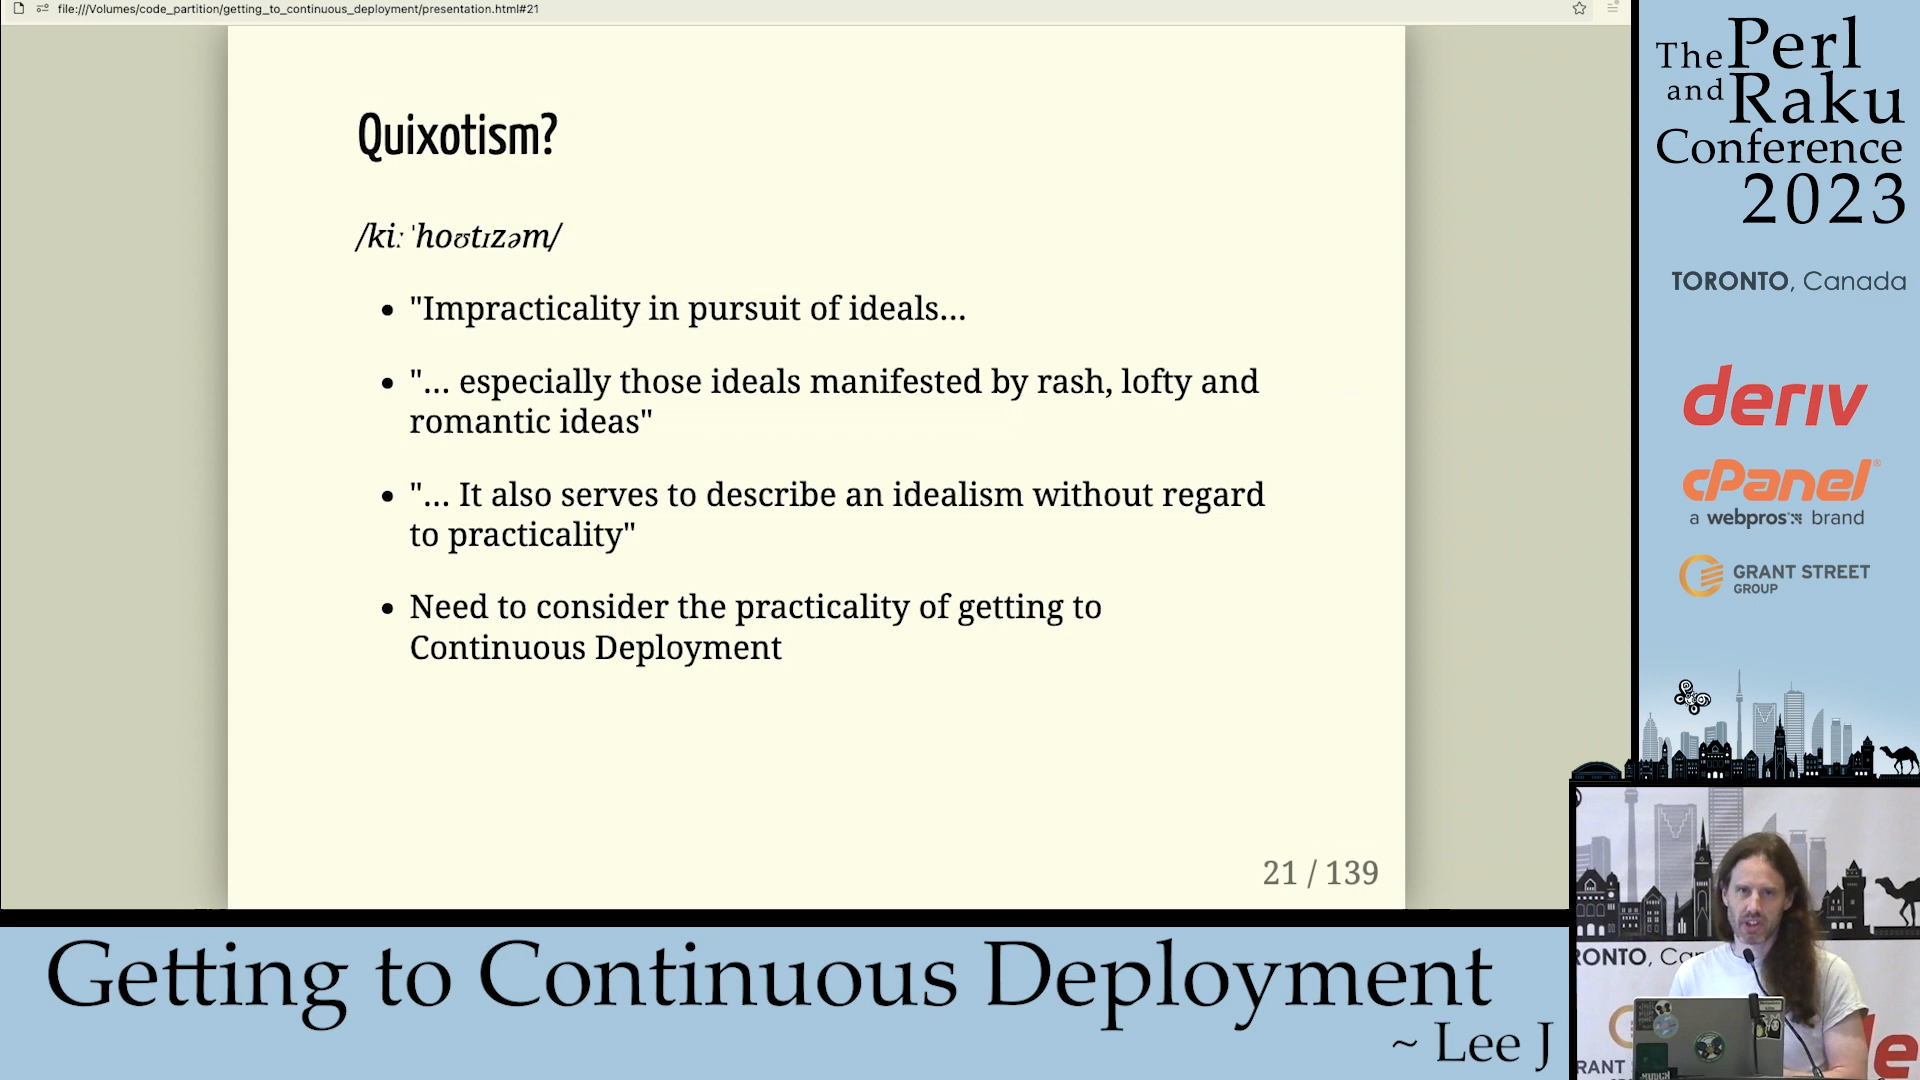 file:///Volumes/code_partition/getting_to_continuous_deployment/presentation.html#21
Quixotism?
/kiːˈhoʊtɪzəm/
• "Impracticality in pursuit of ideals...
• "... especially those ideals manifested by rash, lofty and
romantic ideas"
• "... It also serves to describe an idealism without regard
to practicality"
• Need to consider the practicality of getting to
Continuous Deployment
21 / 139
The Perl
and Raku
Conference
2023
TORONTO, Canada
deriv
cPanel®
a webpros brand
GRANT STREET
GROUP
RONTO, Ca
RANT
Getting to Continuous Deployment
~ Lee J